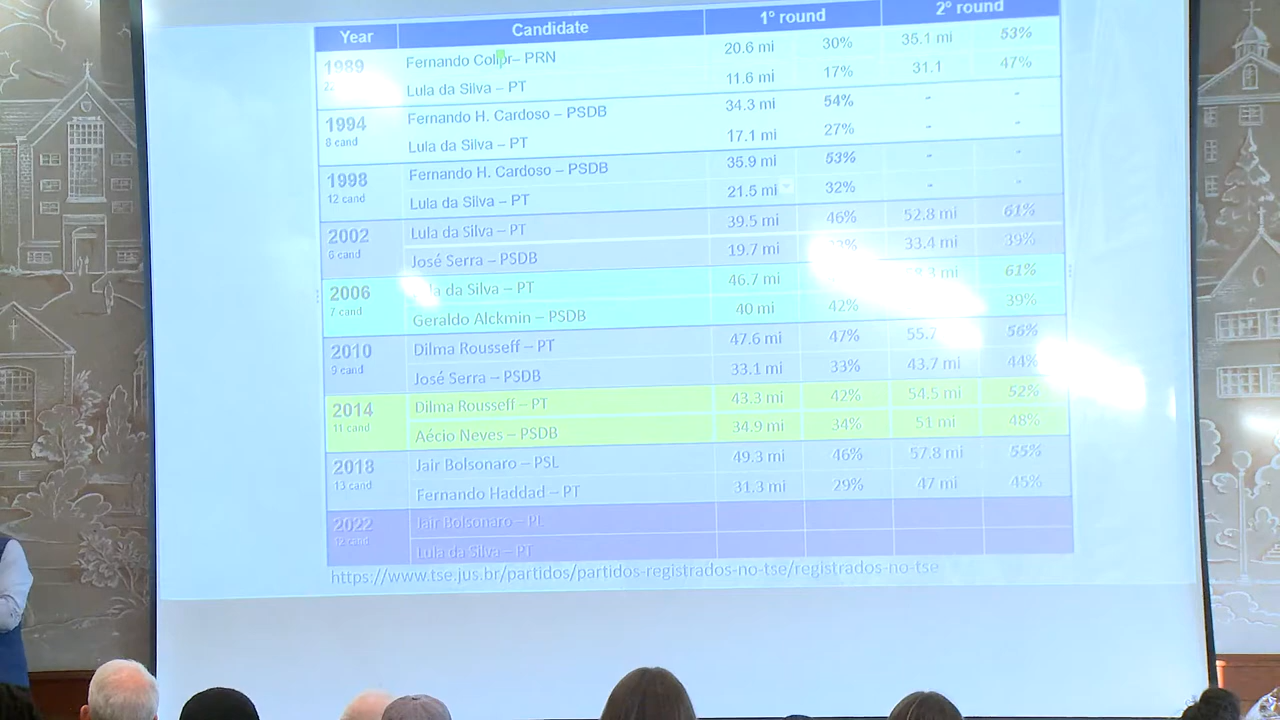 Year Candidate 1º round 2º round
1989 Fernando Collor– PRN 20.6 mi 30% 35.1 mi 53%
Lula da Silva – PT 11.6 mi 17% 31.1 47%
1994 Fernando H. Cardoso – PSDB 34.3 mi 54% - -
8 cand Lula da Silva – PT 17.1 mi 27% - -
1998 Fernando H. Cardoso – PSDB 35.9 mi 53% - -
12 cand Lula da Silva – PT 21.5 mi 32% - -
2002 Lula da Silva – PT 39.5 mi 46% 52.8 mi 61%
6 cand José Serra – PSDB 19.7 mi 33.4 mi 39%
2006 da Silva – PT 46.7 mi 61%
7 cand Geraldo Alckmin – PSDB 40 mi 42% 39%
2010 Dilma Rousseff – PT 47.6 mi 47% 55.7 56%
9 cand José Serra – PSDB 33.1 mi 33% 43.7 mi 44%
2014 Dilma Rousseff – PT 43.3 mi 42% 54.5 mi 52%
11 cand Aécio Neves – PSDB 34.9 mi 34% 51 mi 48%
2018 Jair Bolsonaro – PSL 49.3 mi 46% 57.8 mi 55%
13 cand Fernando Haddad – PT 31.3 mi 29% 47 mi 45%
2022 Jair Bolsonaro – PL
12 cand Lula da Silva – PT
https://www.tse.jus.br/partidos/partidos-registrados-no-tse/registrados-no-tse